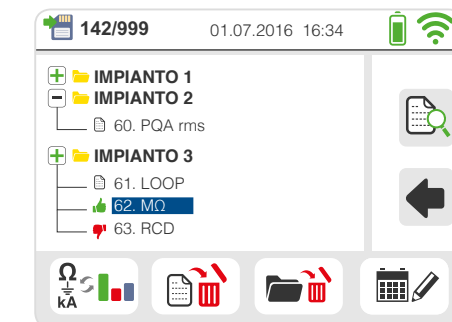 142/999 01.07.2016 16:34
IMPIANTO 1
IMPIANTO 2
60. PQA rms
IMPIANTO 3
61. LOOP
62. MΩ
63. RCD
Ω
kA